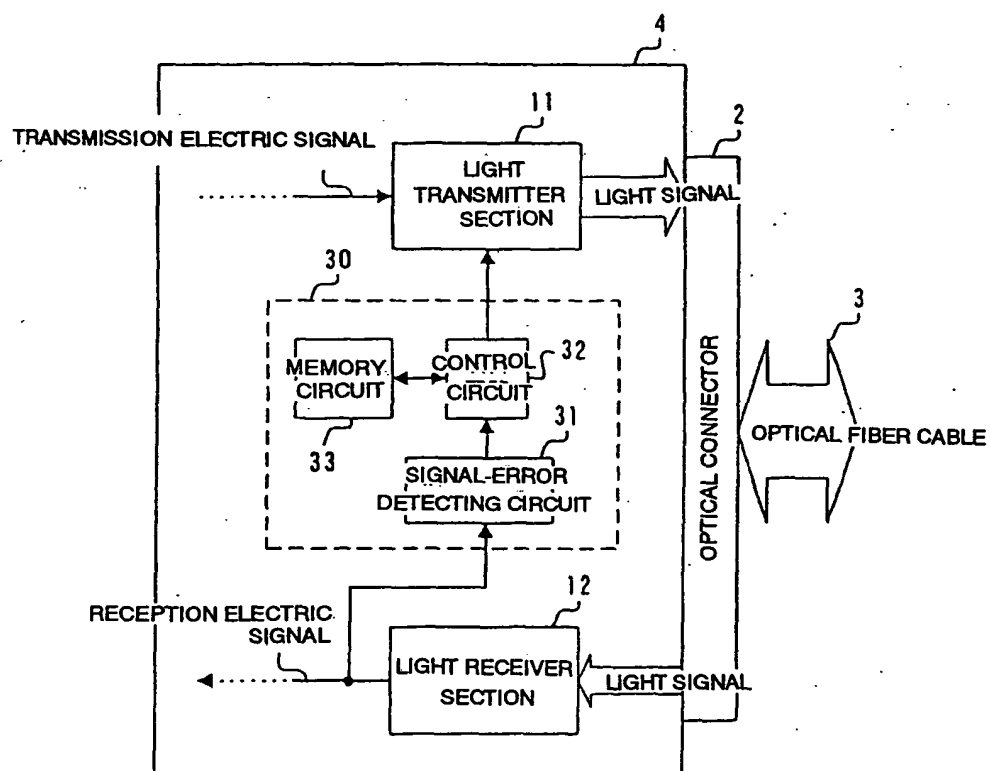 4
TRANSMISSION ELECTRIC SIGNAL
11
2
LIGHT
TRANSMITTER
SECTION
LIGHT SIGNAL
30
3
MEMORY
CIRCUIT
33
CONTROL
CIRCUIT
32
31
SIGNAL-ERROR
DETECTING CIRCUIT
OPTICAL CONNECTOR
OPTICAL FIBER CABLE
RECEPTION ELECTRIC
SIGNAL
12
LIGHT RECEIVER
SECTION
LIGHT SIGNAL